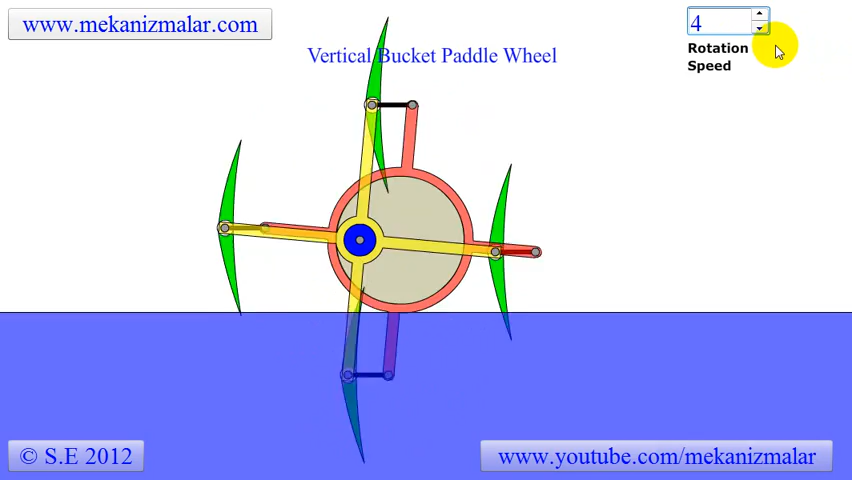 www.mekanizmalar.com
4
Vertical Bucket Paddle Wheel
Rotation
Speed
© S.E 2012
www.youtube.com/mekanizmalar